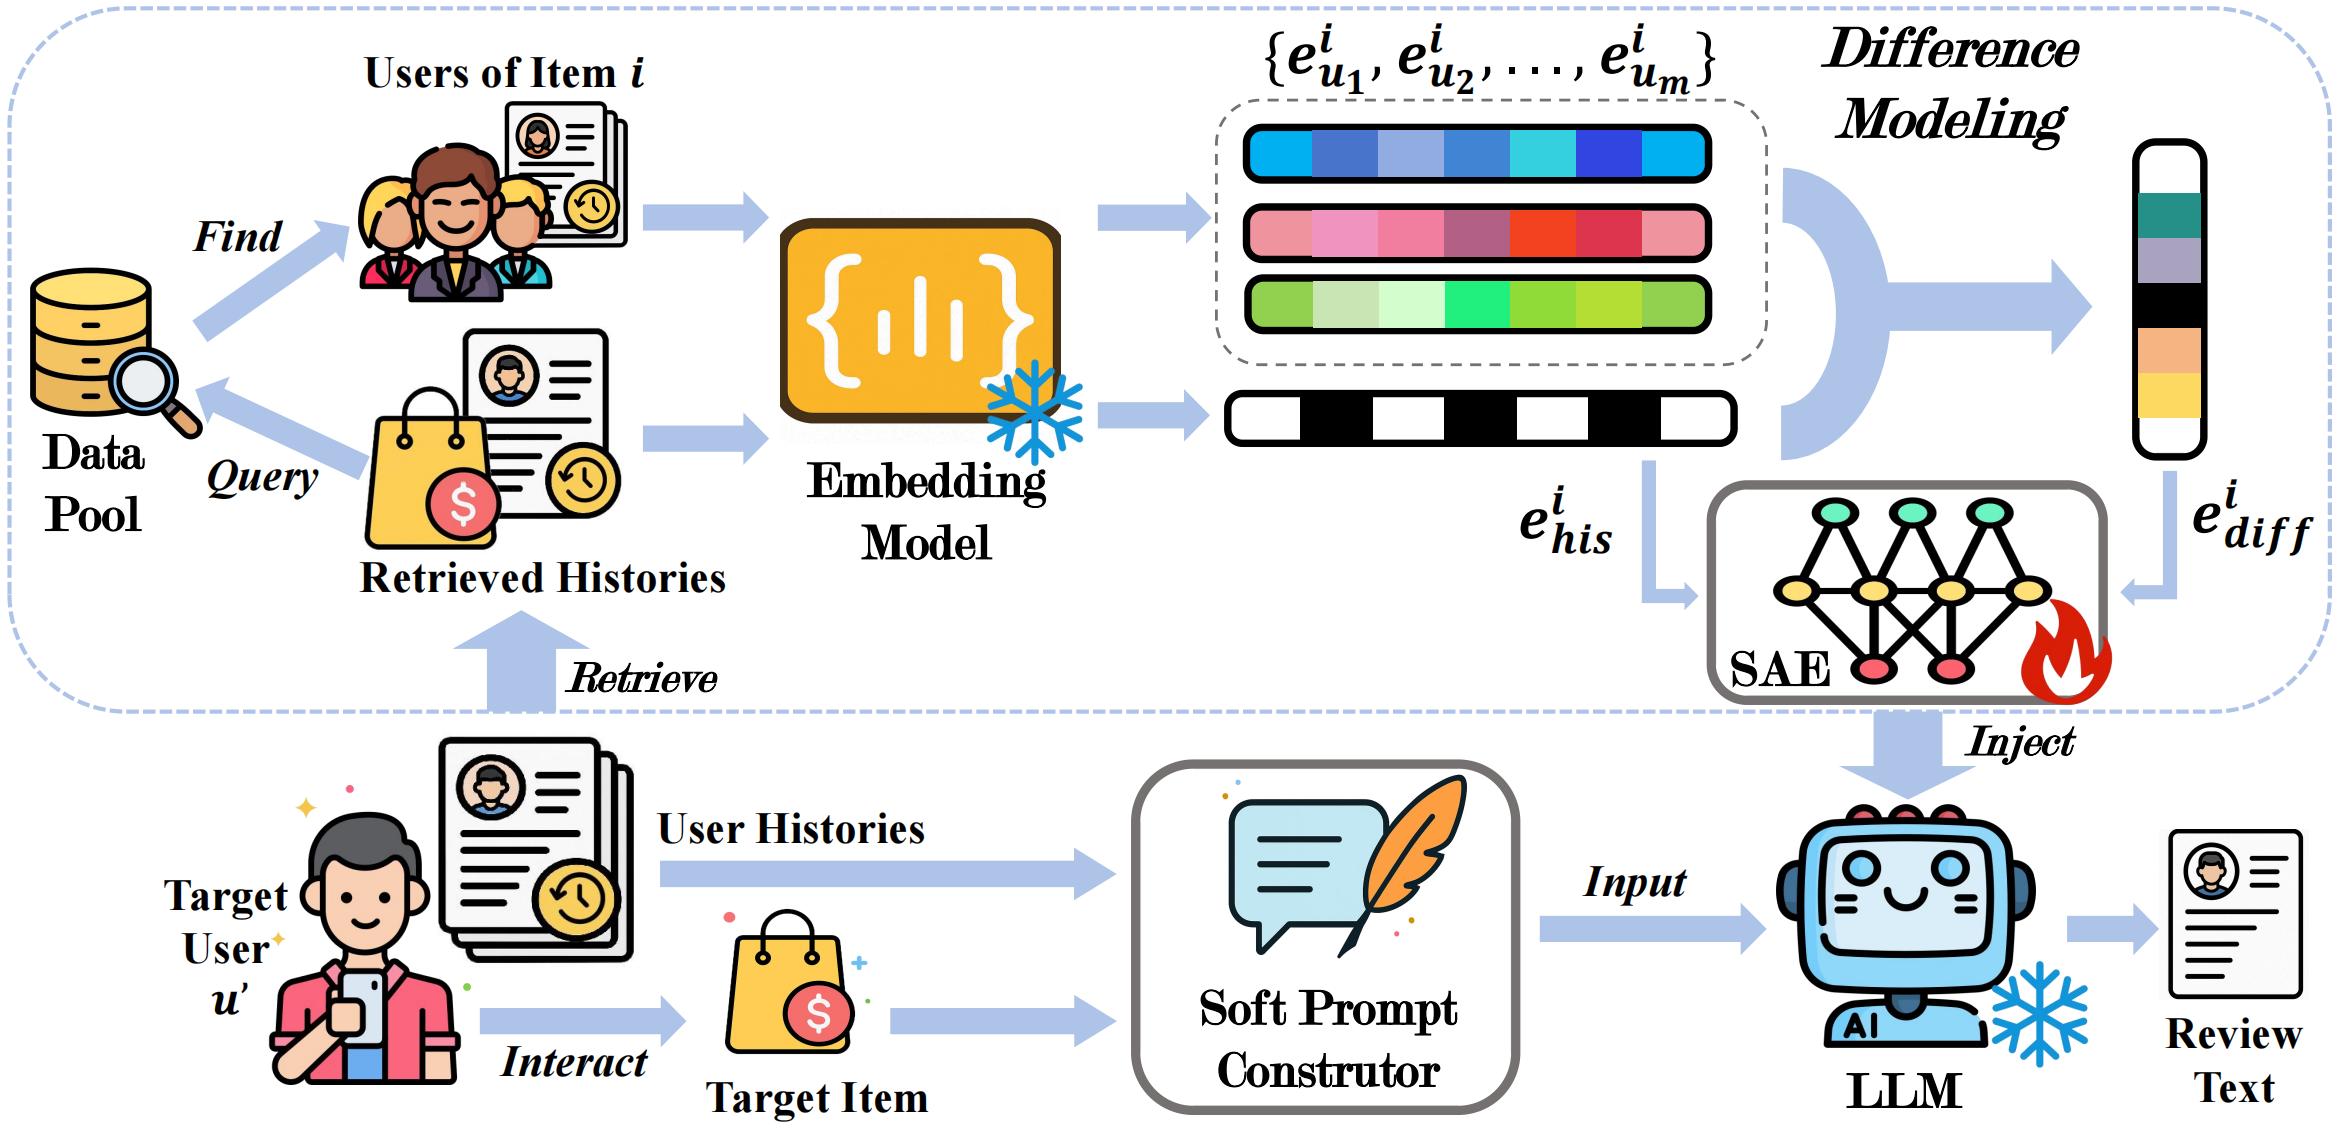 Users of Item i
{e^i_{u_1}, e^i_{u_2}, ..., e^i_{u_m}}
Difference
Modeling
Find
Query
Data
Pool
$
Retrieved Histories
Embedding
Model
e^i_{his}
e^i_{diff}
SAE
Retrieve
Inject
Target
User
u’
User Histories
Interact
$
Target Item
Soft Prompt
Construtor
Input
AI
LLM
Review
Text